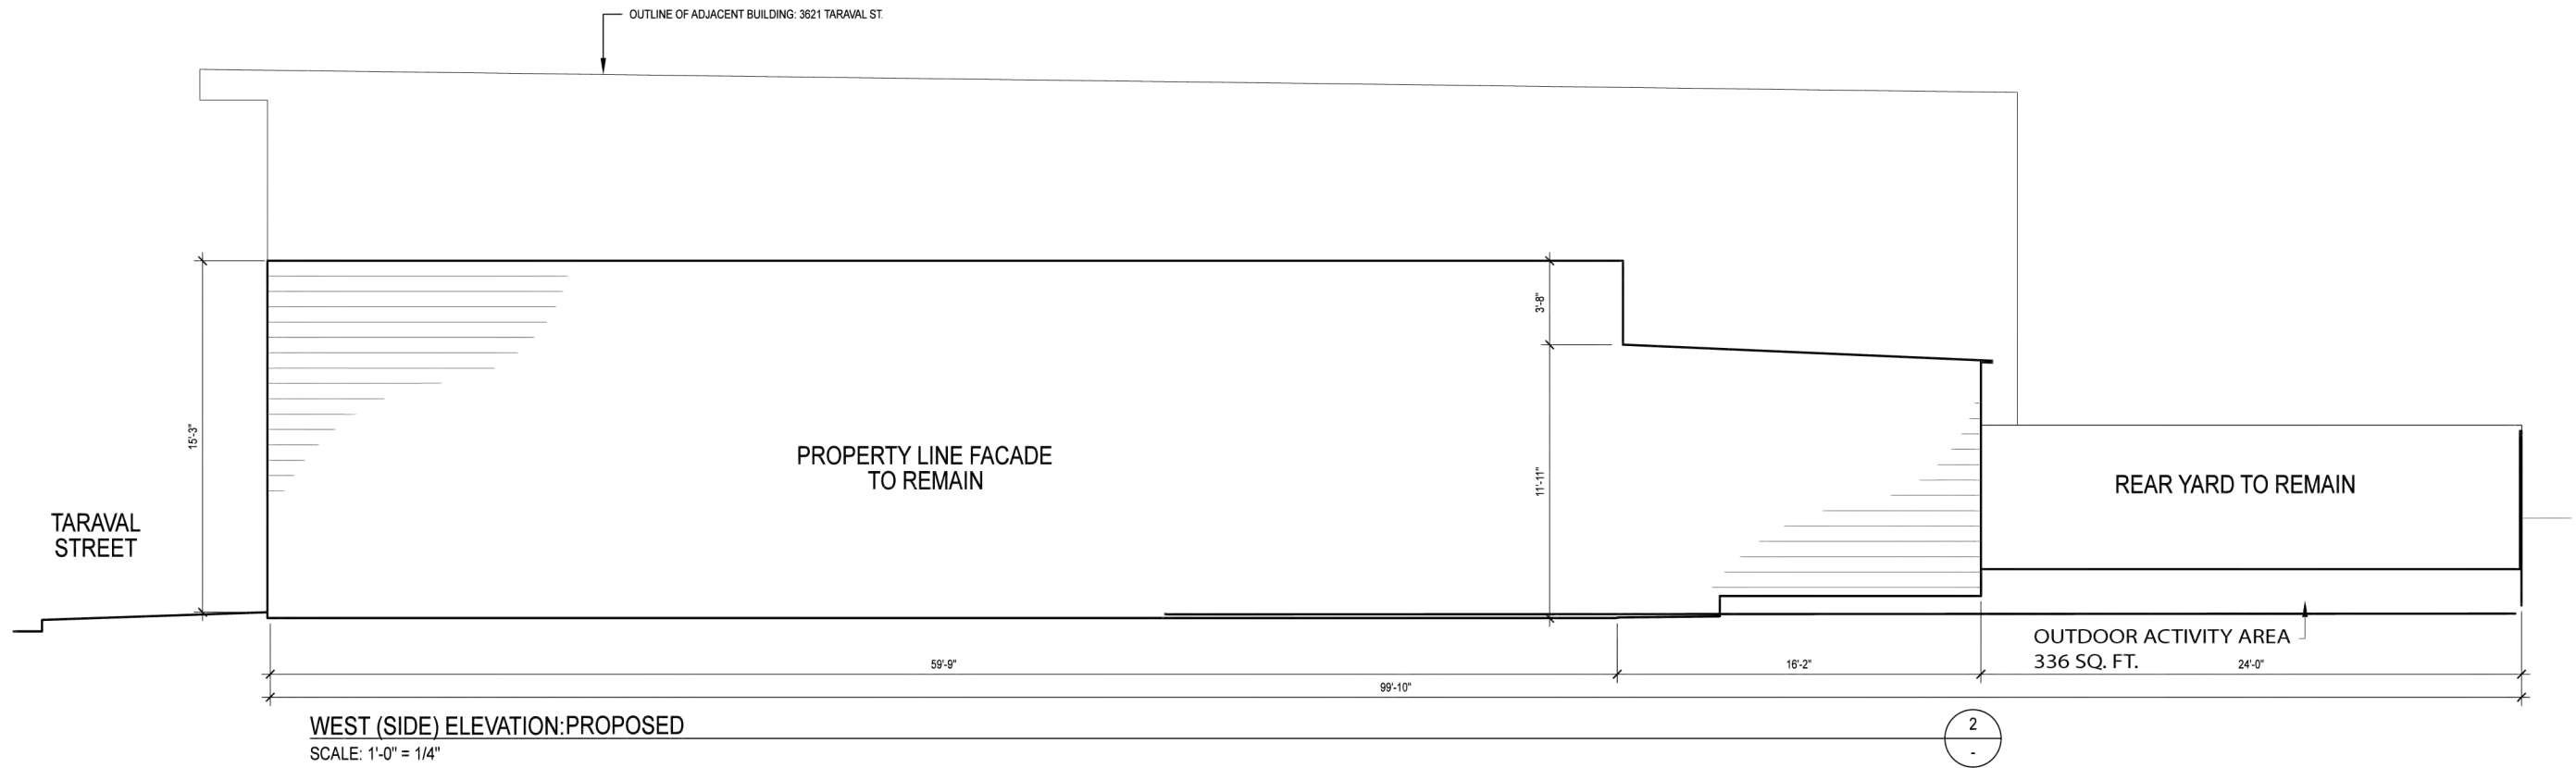 OUTLINE OF ADJACENT BUILDING: 3621 TARAVAL ST.
3'-8"
15'-3"
11'-11"
PROPERTY LINE FACADE
TO REMAIN
REAR YARD TO REMAIN
TARAVAL
STREET
OUTDOOR ACTIVITY AREA
336 SQ. FT.
59'-9"
16'-2"
24'-0"
99'-10"
WEST (SIDE) ELEVATION:PROPOSED
SCALE: 1'-0" = 1/4"
2
-